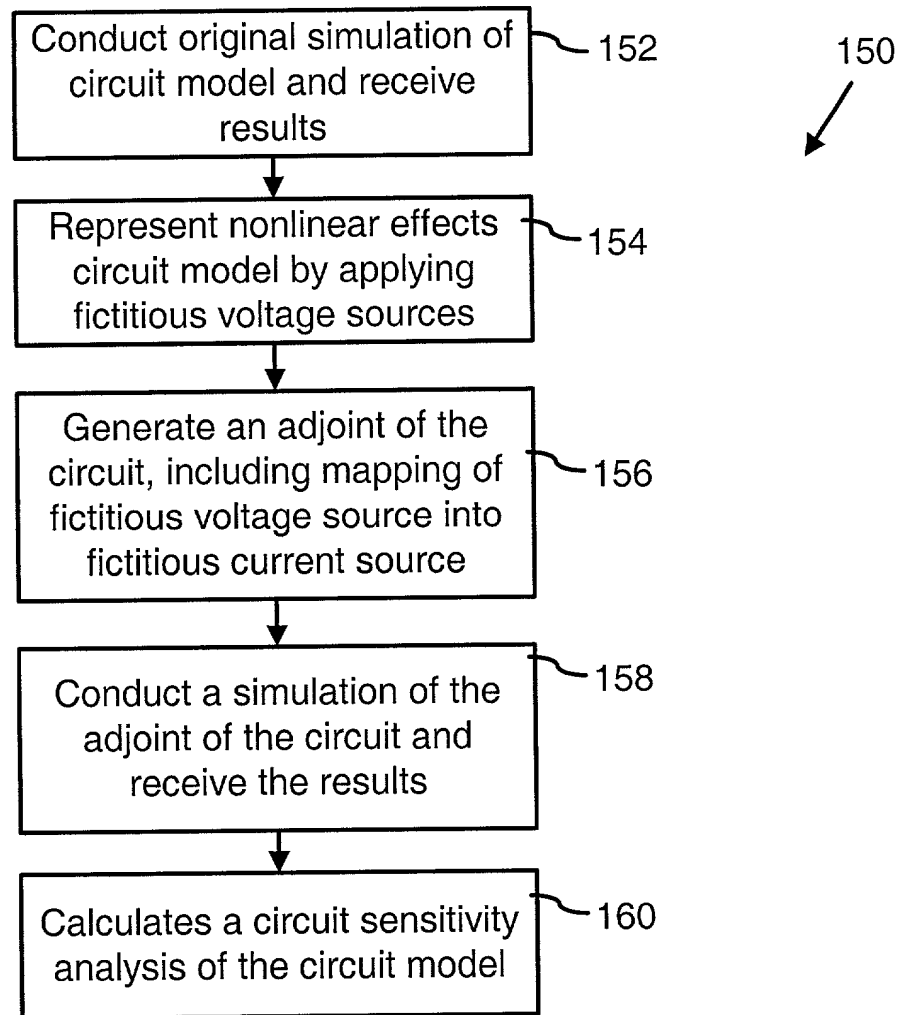 Conduct original simulation of
circuit model and receive
results
152
150
Represent nonlinear effects
circuit model by applying
fictitious voltage sources
154
Generate an adjoint of the
circuit, including mapping of
fictitious voltage source into
fictitious current source
156
Conduct a simulation of the
adjoint of the circuit and
receive the results
158
Calculates a circuit sensitivity
analysis of the circuit model
160